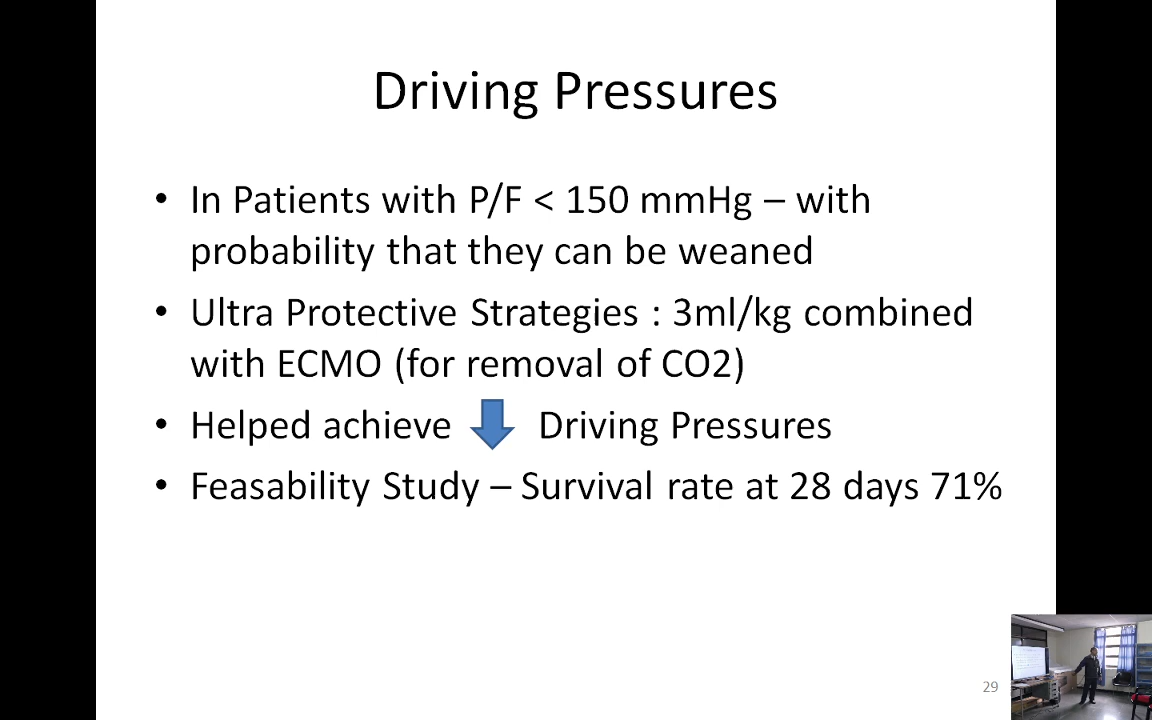 Driving Pressures
• In Patients with P/F < 150 mmHg – with
probability that they can be weaned
• Ultra Protective Strategies : 3ml/kg combined
with ECMO (for removal of CO2)
• Helped achieve Driving Pressures
• Feasability Study – Survival rate at 28 days 71%
29